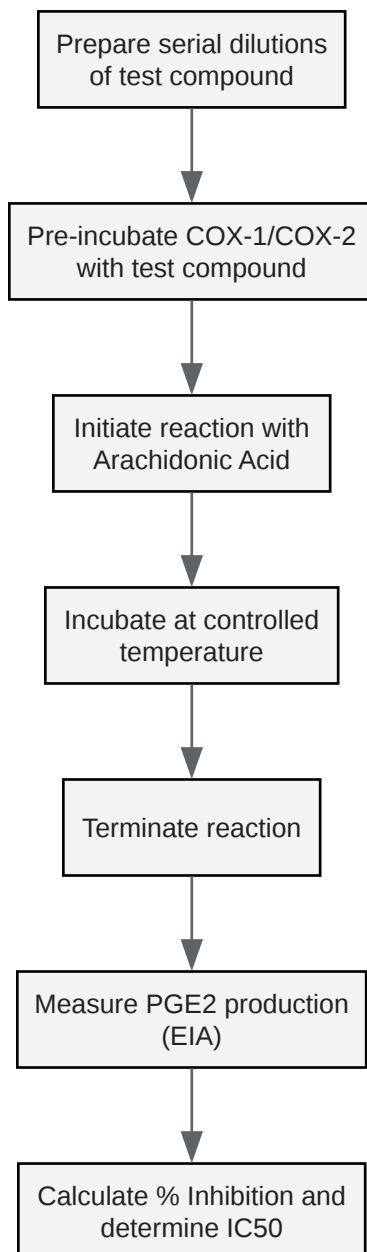 Prepare serial dilutions
of test compound
Pre-incubate COX-1/COX-2
with test compound
Initiate reaction with
Arachidonic Acid
Incubate at controlled
temperature
Terminate reaction
Measure PGE2 production
(EIA)
Calculate % Inhibition and
determine IC50